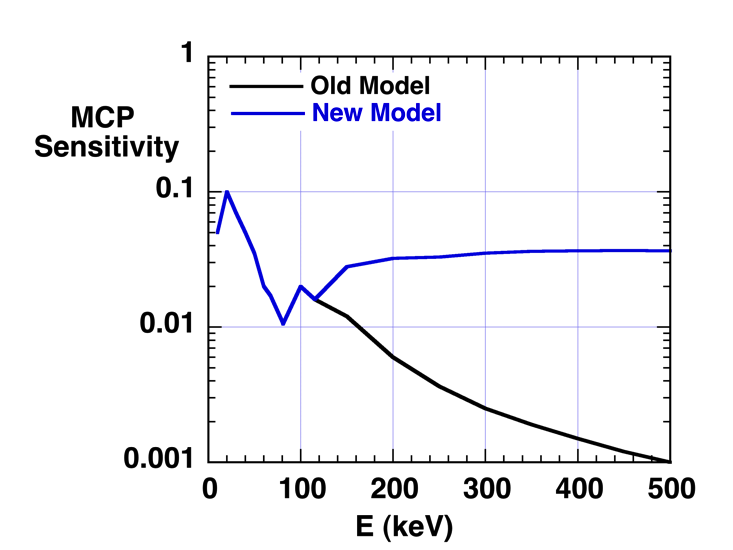 1
Old Model
New Model
MCP
Sensitivity
0.1
0.01
0.001
0 100 200 300 400 500
E (keV)